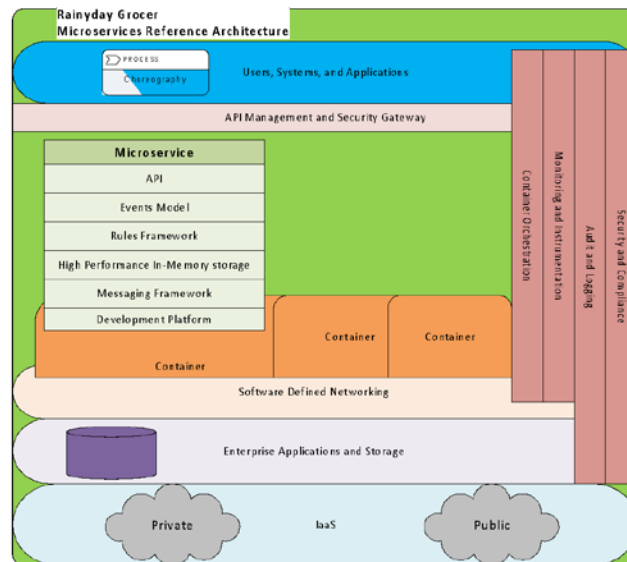 Rainyday Grocer
Microservices Reference Architecture
PROCESS
Choreography
Users, Systems, and Applications
API Management and Security Gateway
Microservice
API
Events Model
Rules Framework
High Performance In-Memory storage
Messaging Framework
Development Platform
Container
Container
Container
Software Defined Networking
Enterprise Applications and Storage
Private
IaaS
Public
Container Orchestration
Monitoring and Instrumentation
Audit and Logging
Security and Compliance